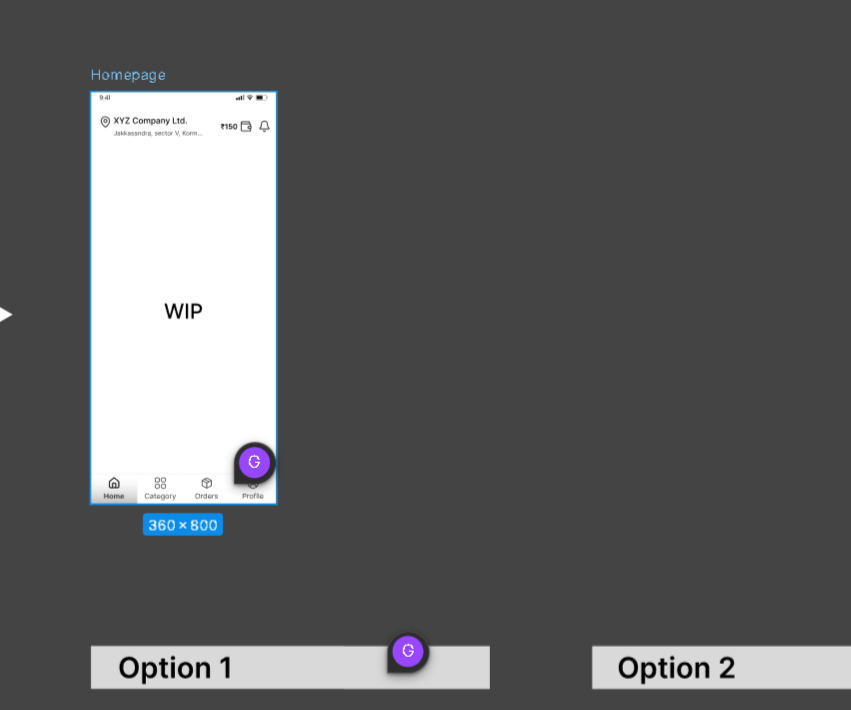 Homepage
9:41
XYZ Company Ltd.
Jakkasandra, sector V, Korm...
₹150
WIP
G
Home
Category
Orders
Profile
360 × 800
G
Option 1
Option 2